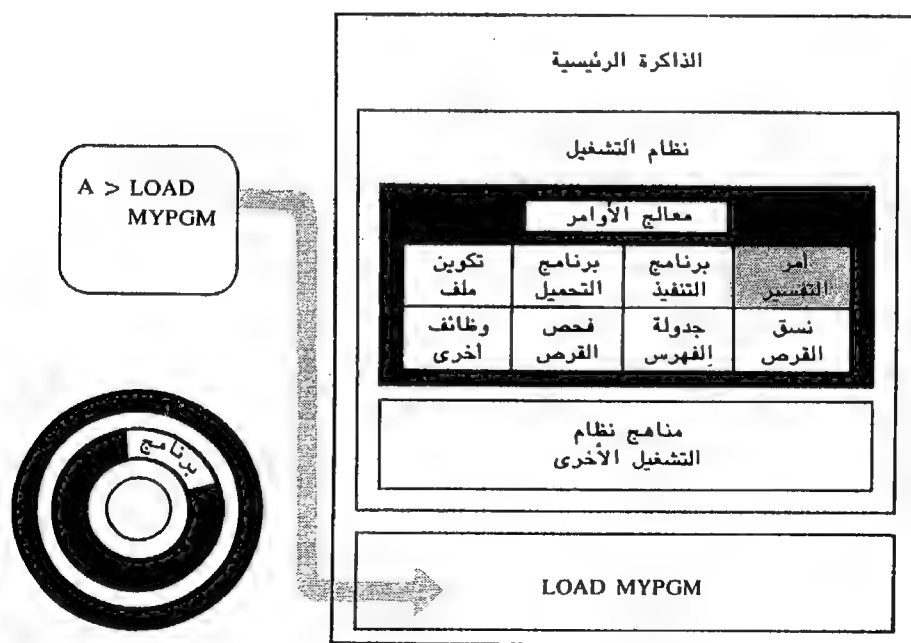 الذاكرة الرئيسية
نظام التشغيل
معالج الأوامر
أمر التفسير
برنامج التنفيذ
برنامج التحميل
تكوين ملف
نسق القرص
جدولة الفهرس
فحص القرص
وظائف أخرى
مناهج نظام
التشغيل الأخرى
LOAD MYPGM
A > LOAD
MYPGM
برنامج